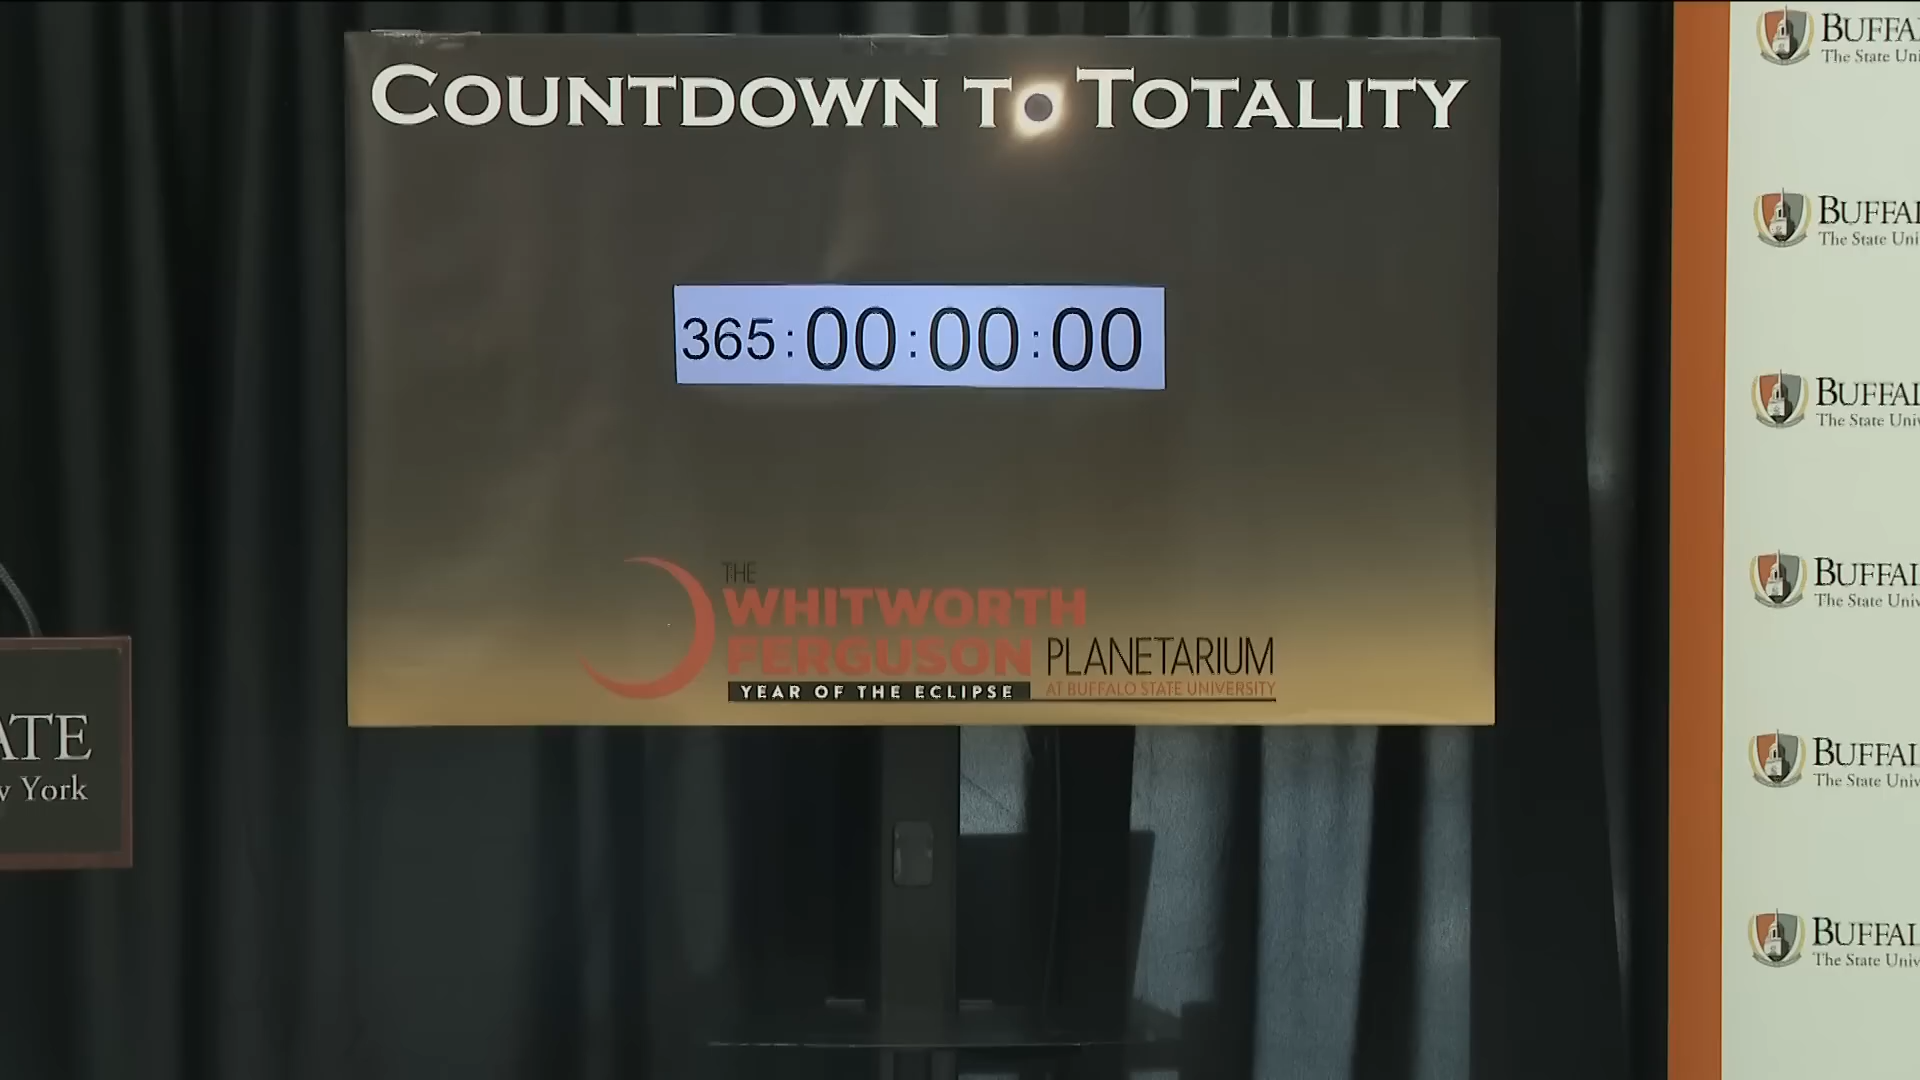 COUNTDOWN TO TOTALITY
365:00:00:00
THE
WHITWORTH
FERGUSON PLANETARIUM
YEAR OF THE ECLIPSE AT BUFFALO STATE UNIVERSITY
ATE
York
BUFFA
The State Uni
BUFFAL
The State Uni
BUFFAL
The State Univ
BUFFAL
The State Univ
BUFFAL
The State Univ
BUFFAL
The State Univ